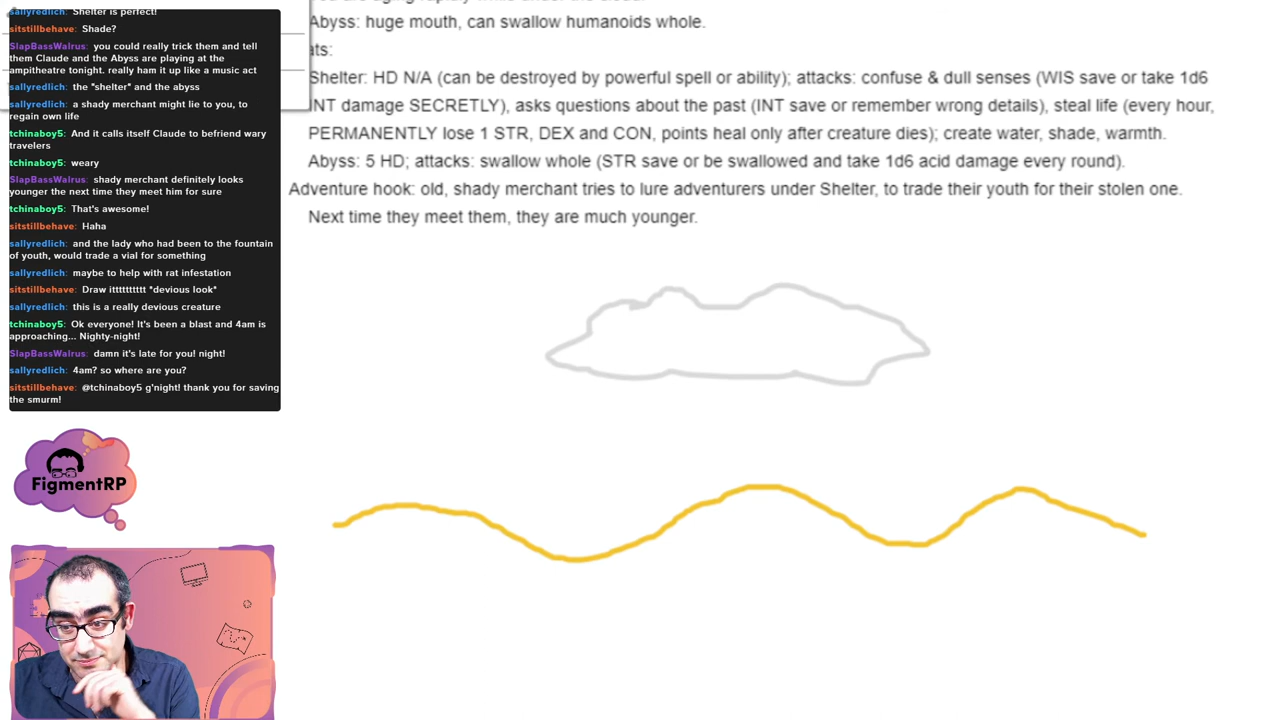 sallyredlich: Shelter is perfect!
sitstillbehave: Shade?
SlapBassWalrus: you could really trick them and tell
them Claude and the Abyss are playing at the
ampitheatre tonight. really ham it up like a music act
sallyredlich: the "shelter" and the abyss
sallyredlich: a shady merchant might lie to you, to
regain own life
tchinaboy5: And it calls itself Claude to befriend wary
travelers
tchinaboy5: weary
SlapBassWalrus: shady merchant definitely looks
younger the next time they meet him for sure
tchinaboy5: That's awesome!
sitstillbehave: Haha
sallyredlich: and the lady who had been to the fountain
of youth, would trade a vial for something
sallyredlich: maybe to help with rat infestation
sitstillbehave: Draw itttttttttt *devious look*
sallyredlich: this is a really devious creature
tchinaboy5: Ok everyone! It's been a blast and 4am is
approaching... Nighty-night!
SlapBassWalrus: damn it's late for you! night!
sallyredlich: 4am? so where are you?
sitstillbehave: @tchinaboy5 g'night! thank you for saving
the smurm!
FigmentRP
Abyss: huge mouth, can swallow humanoids whole.
ats:
Shelter: HD N/A (can be destroyed by powerful spell or ability); attacks: confuse & dull senses (WIS save or take 1d6
INT damage SECRETLY), asks questions about the past (INT save or remember wrong details), steal life (every hour,
PERMANENTLY lose 1 STR, DEX and CON, points heal only after creature dies); create water, shade, warmth.
Abyss: 5 HD; attacks: swallow whole (STR save or be swallowed and take 1d6 acid damage every round).
Adventure hook: old, shady merchant tries to lure adventurers under Shelter, to trade their youth for their stolen one.
Next time they meet them, they are much younger.